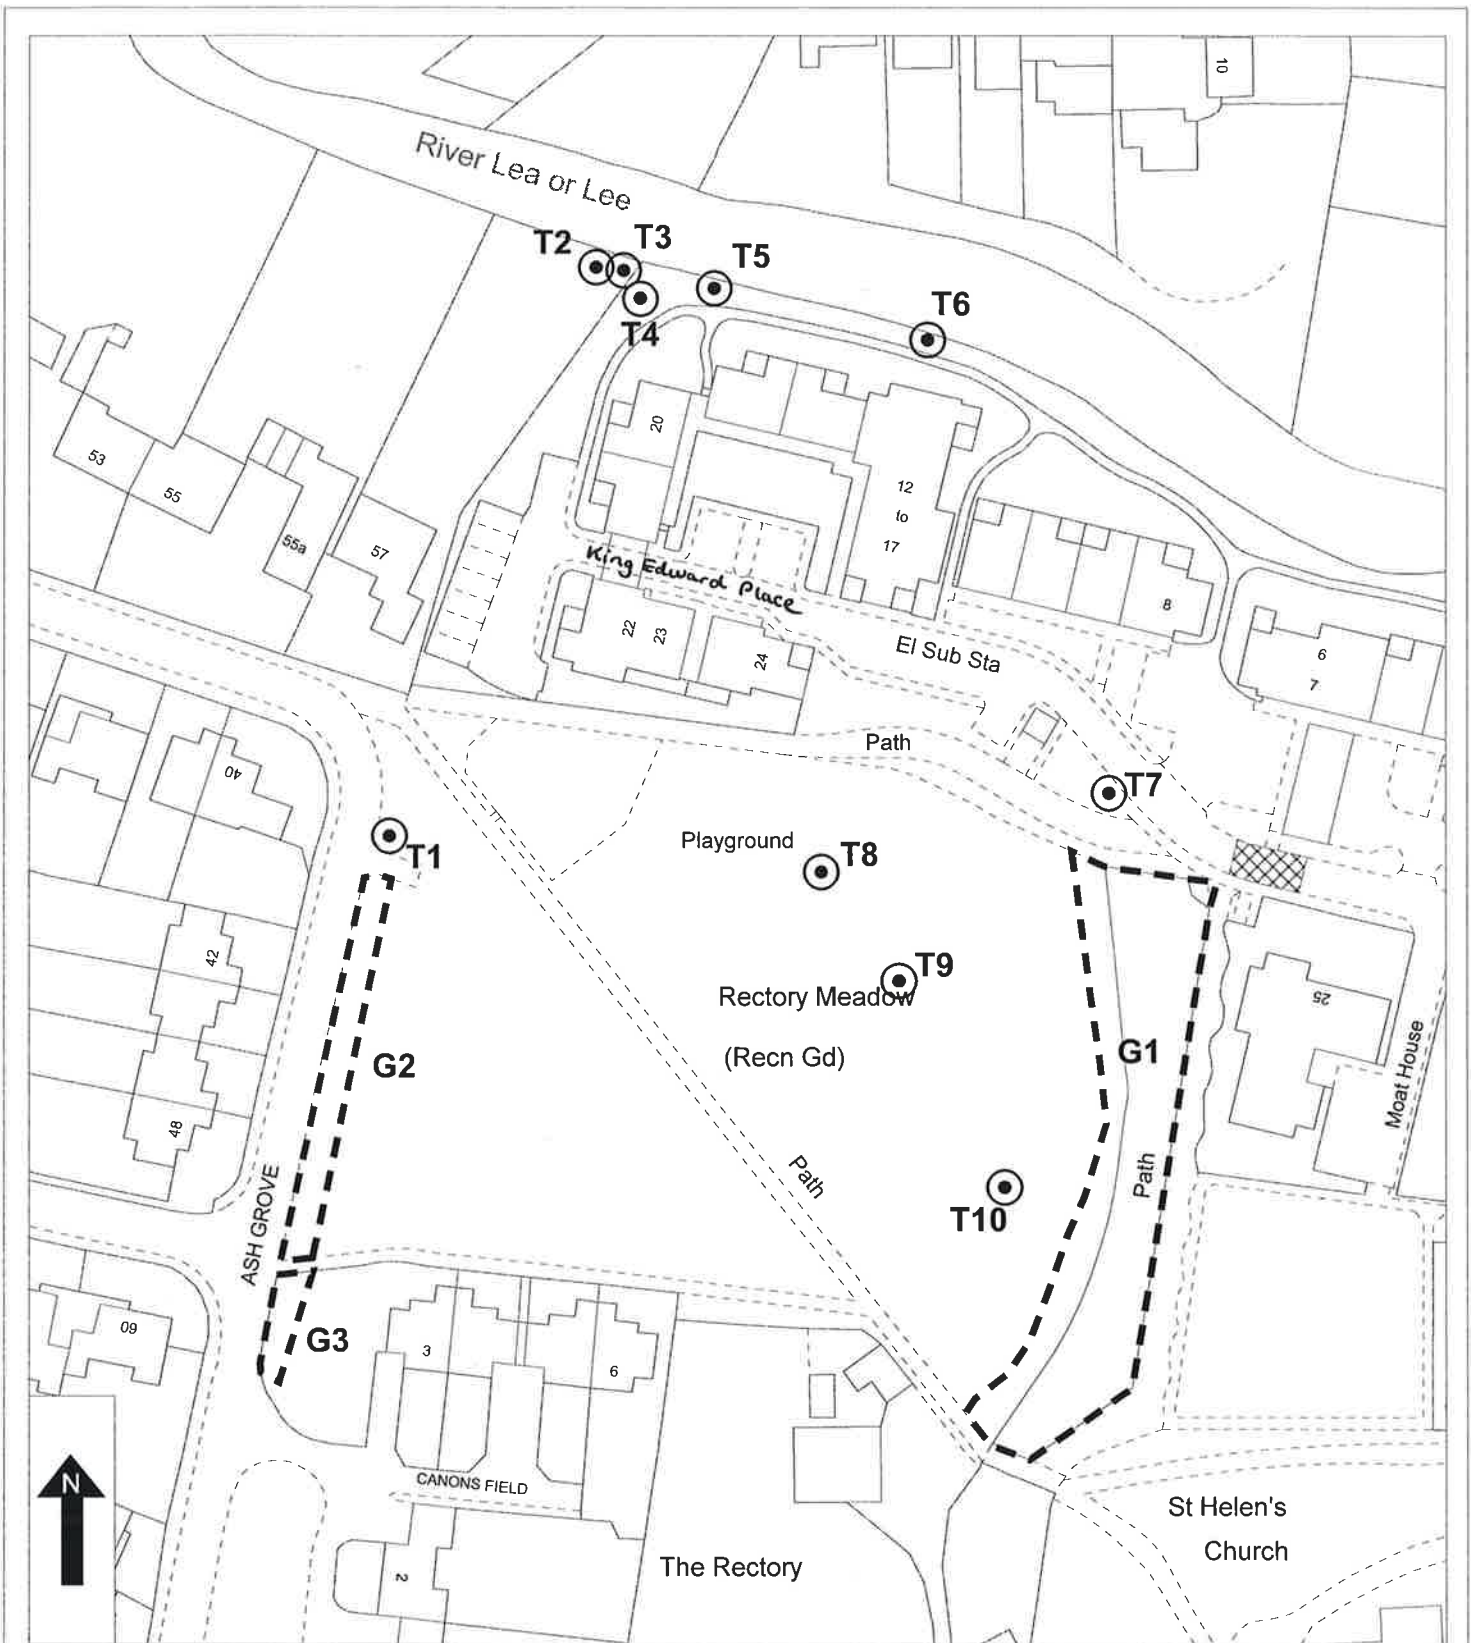 10
River Lea or Lee
T2
T3
T5
T4
T6
20
53
55
12
to
17
55a
57
King Edward Place
8
22
23
24
El Sub Sta
6
7
Path
40
T7
Playground
T1
T8
42
T9
Rectory Meadow
25
(Recn Gd)
G1
G2
Moat House
48
Path
Path
T10
ASH GROVE
60
G3
3
6
N
CANONS FIELD
St Helen's
Church
The Rectory
2